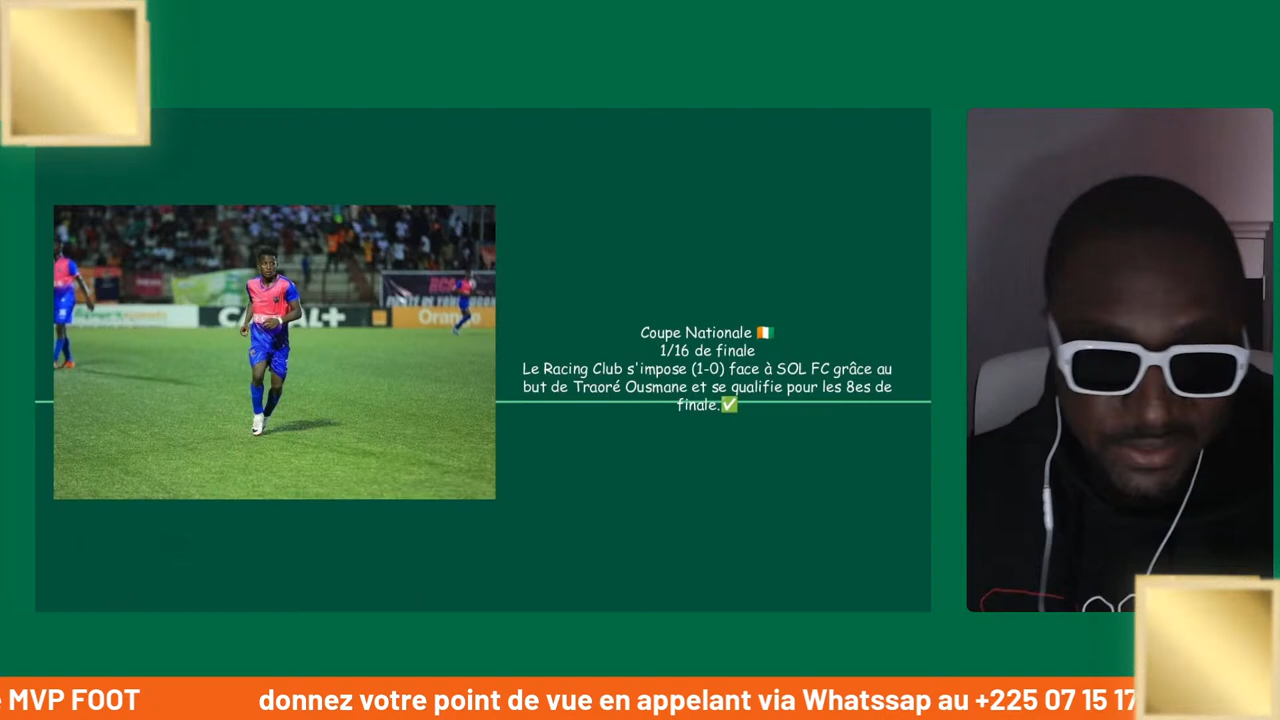 Coupe Nationale 🇨🇮
1/16 de finale
Le Racing Club s'impose (1-0) face à SOL FC grâce au
but de Traoré Ousmane et se qualifie pour les 8es de
finale.✅
CANAL+
Orange
MVP FOOT
donnez votre point de vue en appelant via Whatssap au +225 07 15 17